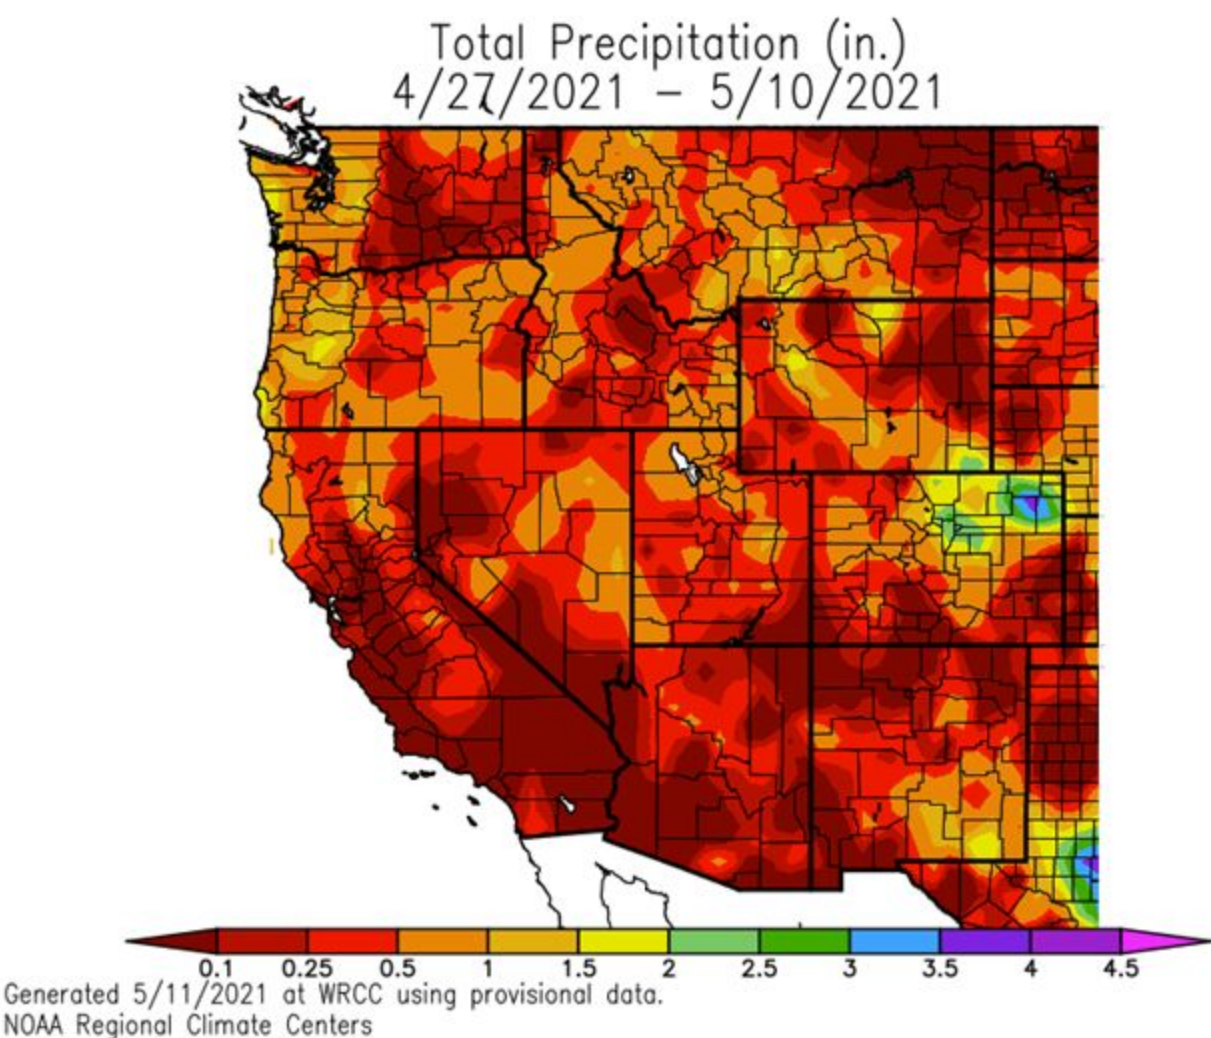 Total Precipitation (in.)
4/27/2021 – 5/10/2021
0.1 0.25 0.5 1 1.5 2 2.5 3 3.5 4 4.5
Generated 5/11/2021 at WRCC using provisional data.
NOAA Regional Climate Centers